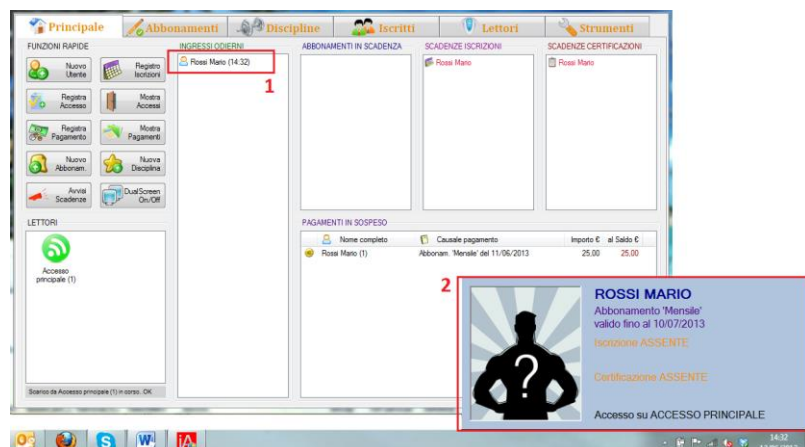 Principale
Abbonamenti
Discipline
Iscritti
Lettori
Strumenti
FUNZIONI RAPIDE
Nuovo
Utente
Registro
Iscrizioni
Registra
Accesso
Mostra
Accessi
Registra
Pagamento
Mostra
Pagamenti
Nuovo
Abbonam.
Nuova
Disciplina
Avvisi
Scadenze
DualScreen
On/Off
LETTORI
Accesso
principale (1)
Scarico da Accesso principale (1) in corso. OK
INGRESSI ODIERNI
Rossi Mario (14:32)
1
ABBONAMENTI IN SCADENZA
SCADENZE ISCRIZIONI
Rossi Mario
SCADENZE CERTIFICAZIONI
Rossi Mario
PAGAMENTI IN SOSPESO
Nome completo Causale pagamento Importo € al Saldo €
Rossi Mario (1) Abbonam. 'Mensile' del 11/06/2013 25,00 25,00
2
ROSSI MARIO
Abbonamento 'Mensile'
valido fino al 10/07/2013
Iscrizione ASSENTE
Certificazione ASSENTE
Accesso su ACCESSO PRINCIPALE
14:32